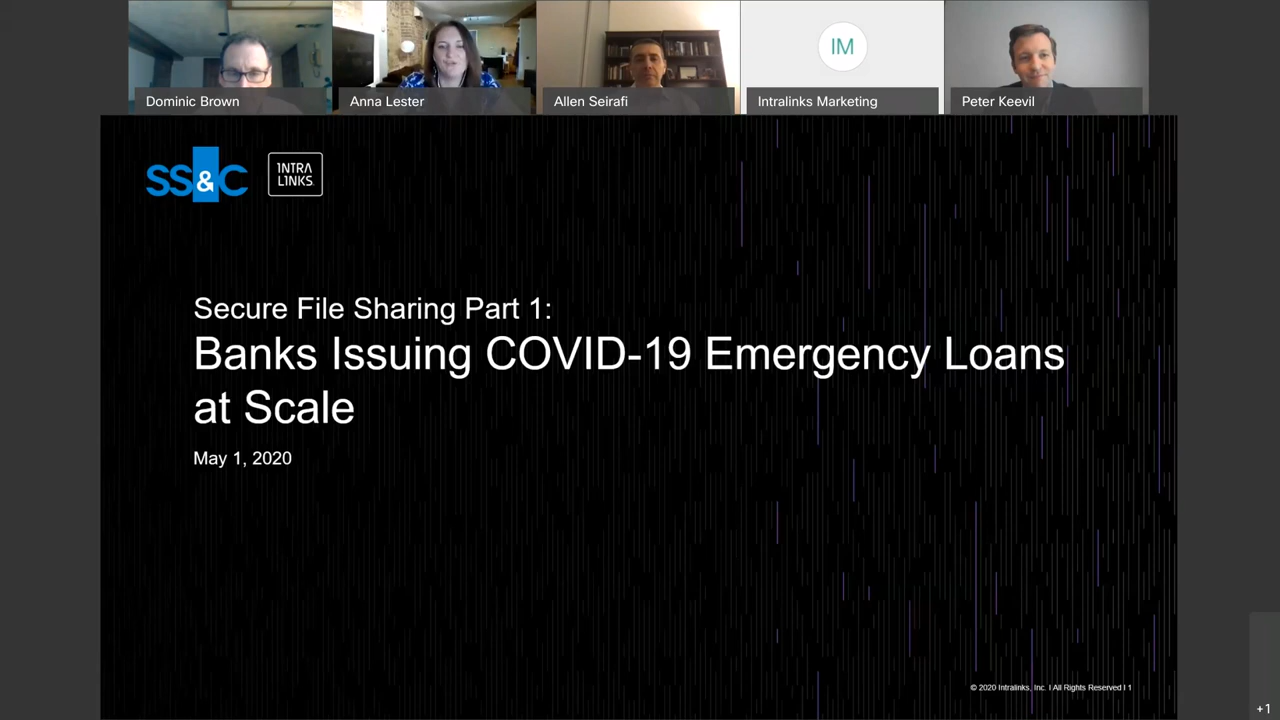 Dominic Brown
Anna Lester
Allen Seirafi
IM
Intralinks Marketing
Peter Keevil
SS&C
INTRA
LINKS
Secure File Sharing Part 1:
Banks Issuing COVID-19 Emergency Loans
at Scale
May 1, 2020
© 2020 Intralinks, Inc. I All Rights Reserved I 1
+1